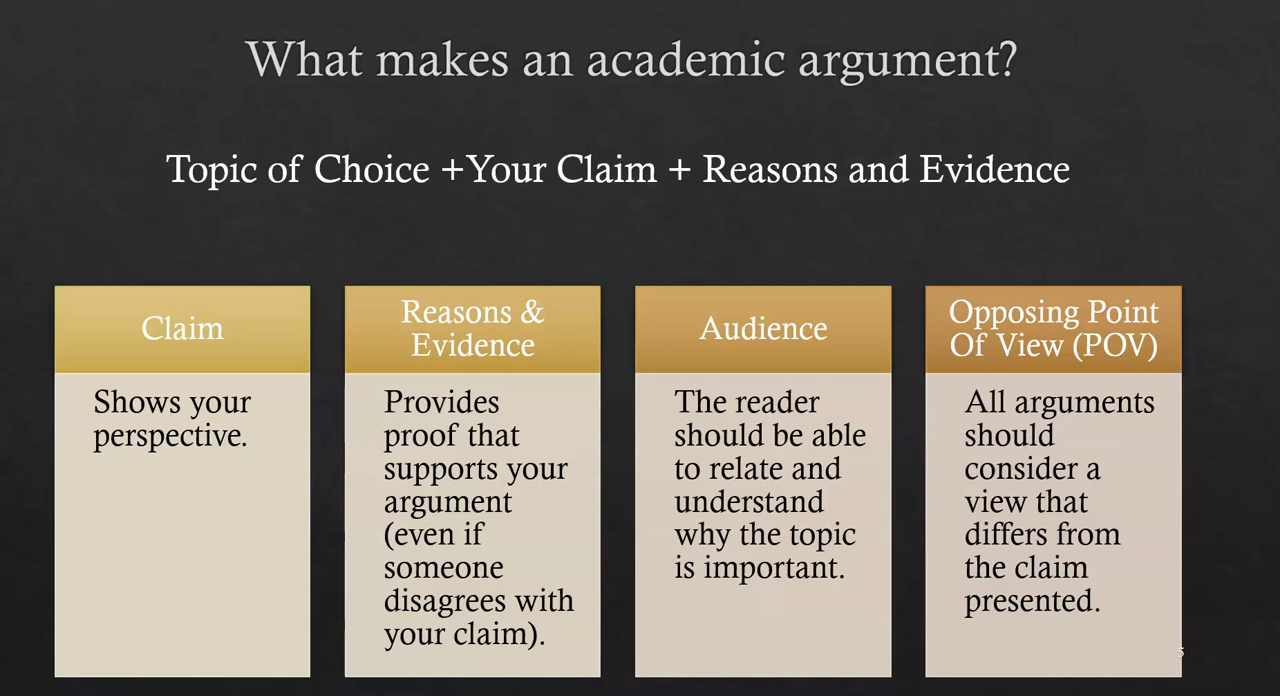 What makes an academic argument?
Topic of Choice +Your Claim + Reasons and Evidence
Claim
Shows your
perspective.
Reasons &
Evidence
Provides
proof that
supports your
argument
(even if
someone
disagrees with
your claim).
Audience
The reader
should be able
to relate and
understand
why the topic
is important.
Opposing Point
Of View (POV)
All arguments
should
consider a
view that
differs from
the claim
presented.
5